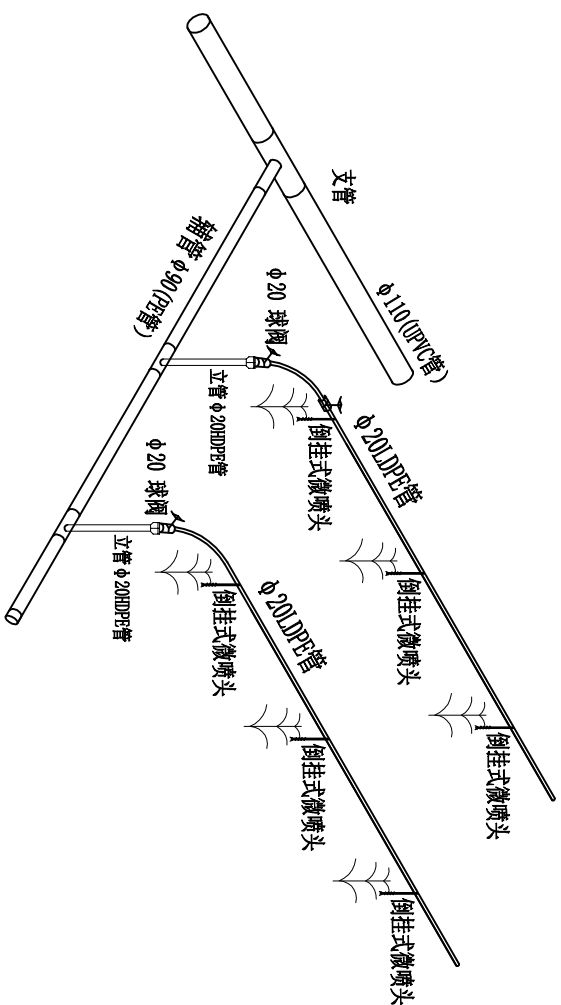 支管
φ110(UPVC管)
辅管 φ90(PE管)
φ20 球阀
立管φ20HDPE管
φ20LDPE管
倒挂式微喷头
倒挂式微喷头
倒挂式微喷头
φ20 球阀
立管φ20HDPE管
φ20LDPE管
倒挂式微喷头
倒挂式微喷头
倒挂式微喷头